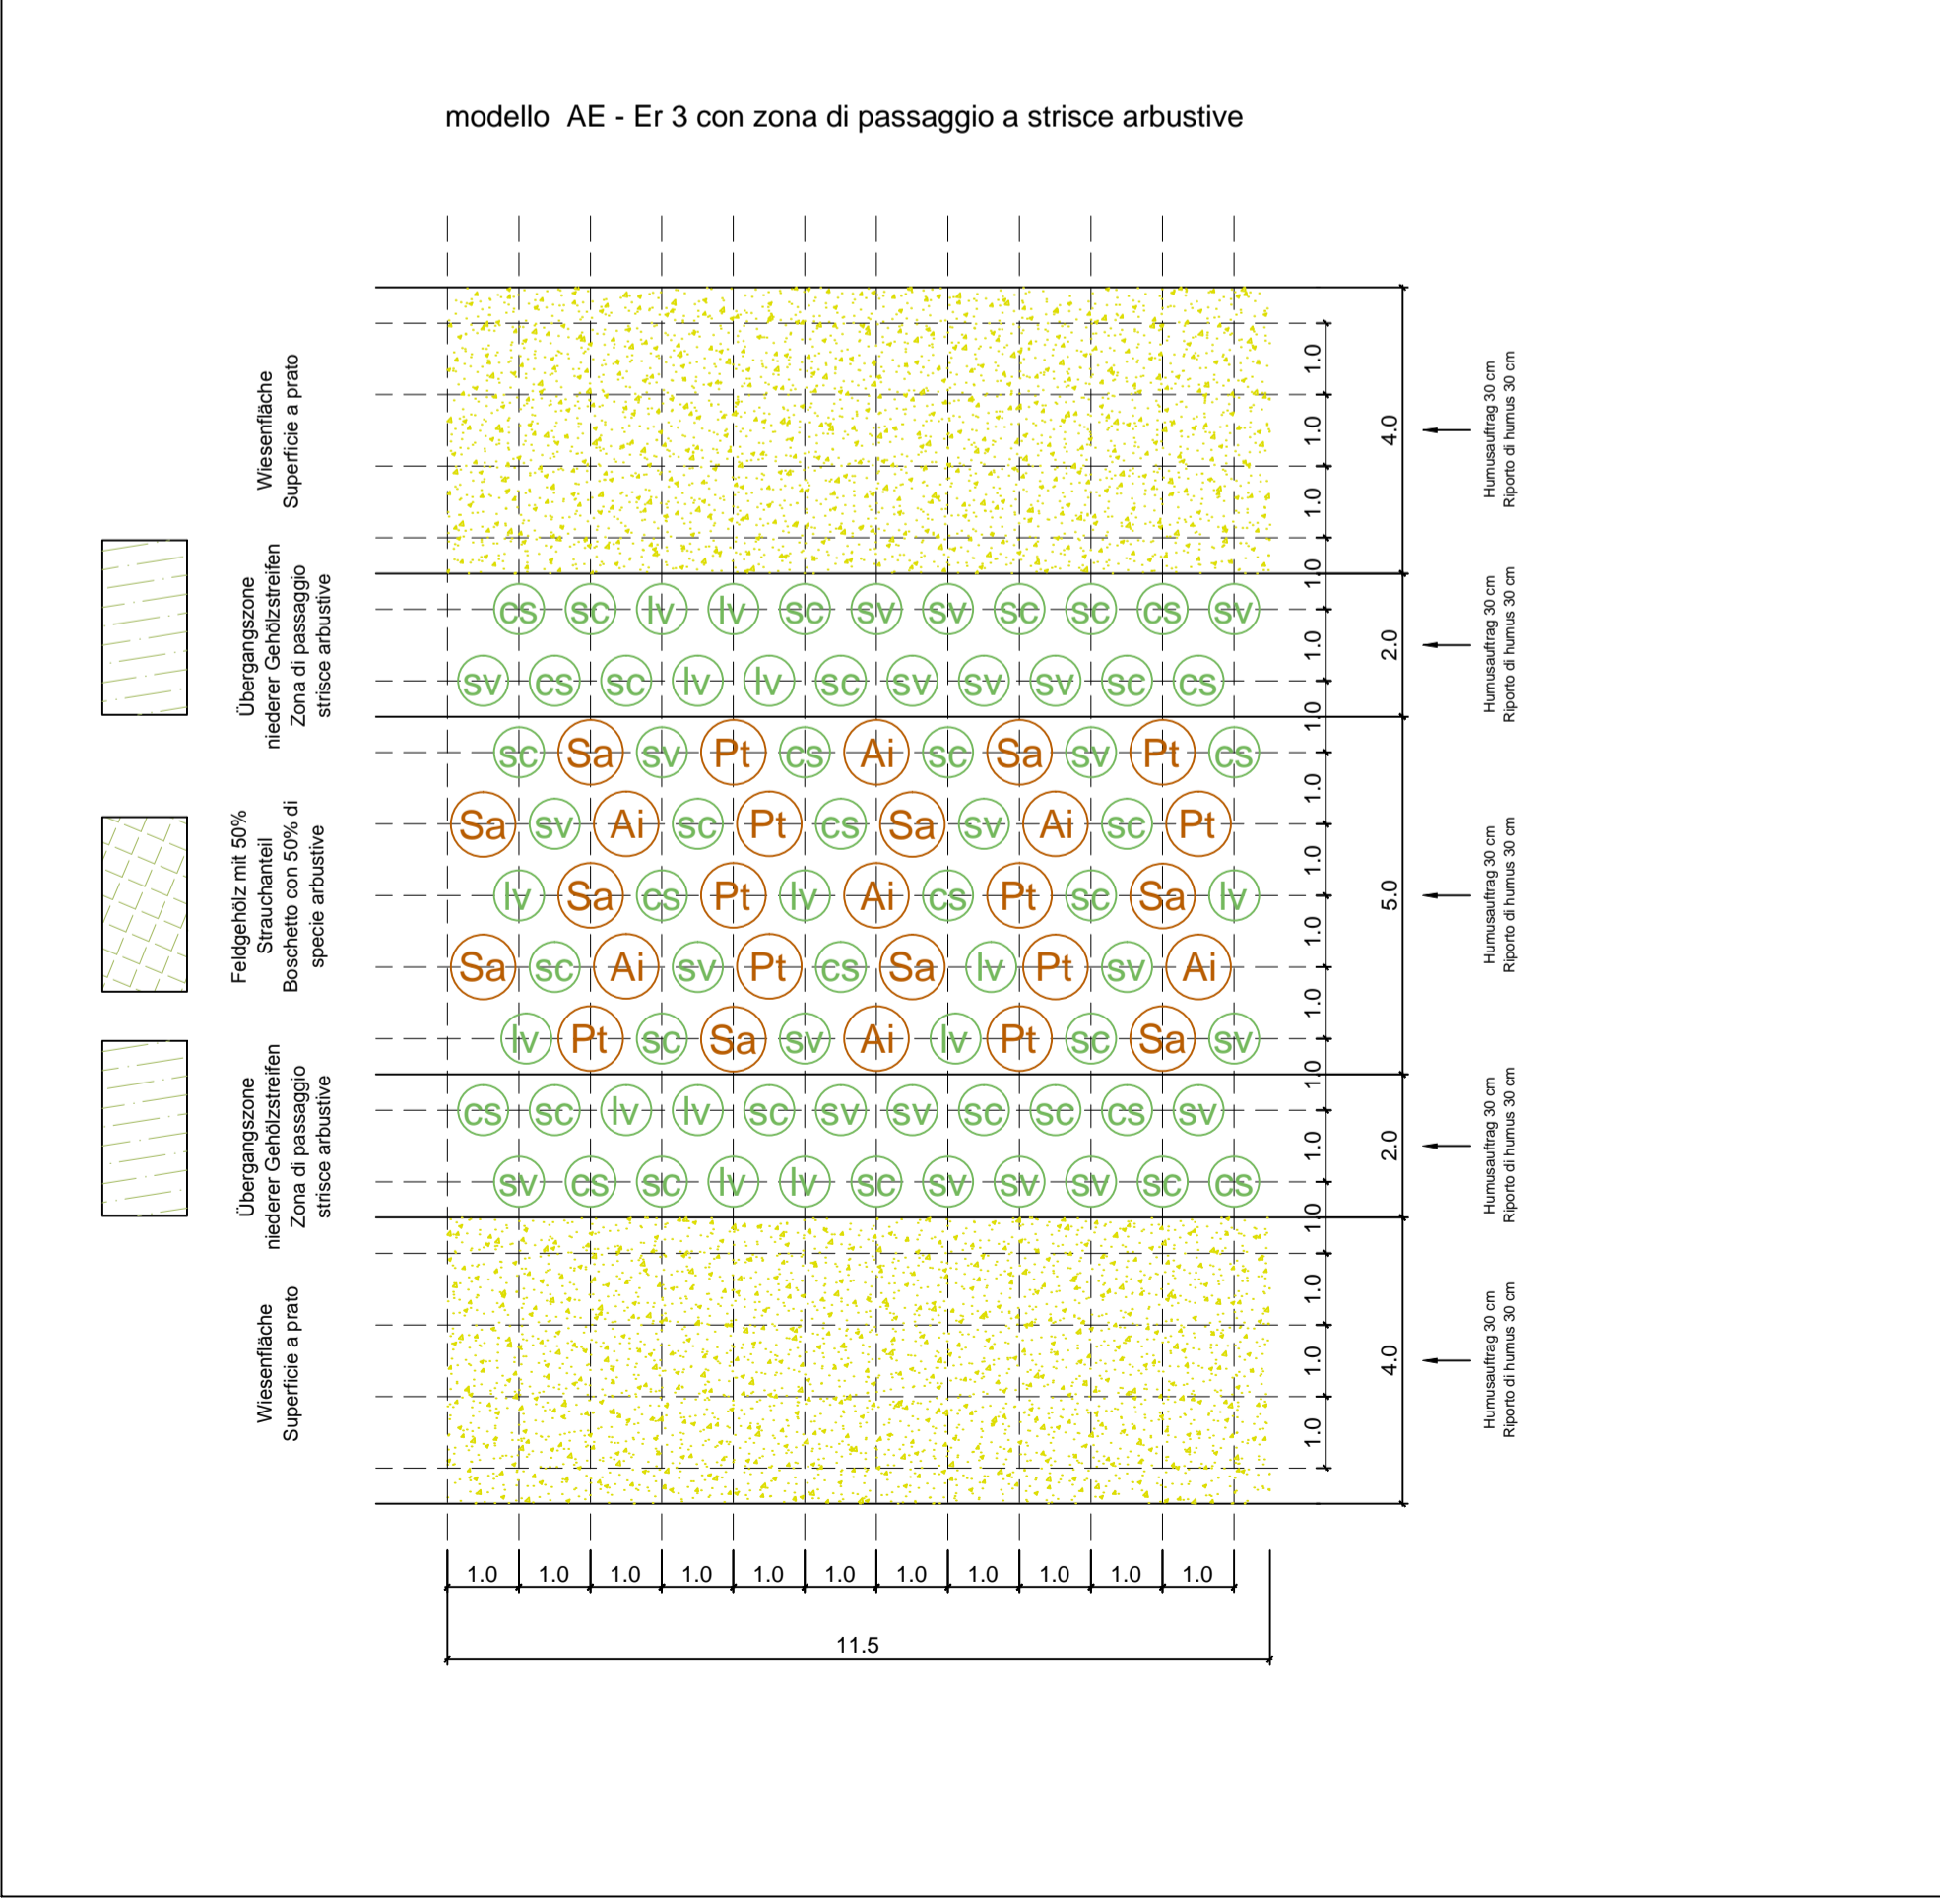 modello  AE - Er 3 con zona di passaggio a strisce arbustive
Wiesenfläche
Superficie a prato
1.0
1.0
1.0
1.0
4.0
Humusauftrag 30 cm
Riporto di humus 30 cm
Übergangszone
niederer Gehölzstreifen
Zona di passaggio
strisce arbustive
cs sc lv lv sc sv sv sc sc cs sv
sv cs sc lv lv sc sv sv sv sc cs
1.0
1.0
2.0
Humusauftrag 30 cm
Riporto di humus 30 cm
Feldgehölz mit 50%
Strauchanteil
Boschetto con 50% di
specie arbustive
sc Sa sv Pt cs Ai sc Sa sv Pt cs
Sa sv Ai sc Pt cs Sa sv Ai sc Pt
lv Sa cs Pt lv Ai cs Pt sc Sa lv
Sa sc Ai sv Pt cs Sa lv Pt sv Ai
lv Pt sc Sa sv Ai lv Pt sc Sa sv
1.0
1.0
1.0
1.0
1.0
5.0
Humusauftrag 30 cm
Riporto di humus 30 cm
Übergangszone
niederer Gehölzstreifen
Zona di passaggio
strisce arbustive
cs sc lv lv sc sv sv sc sc cs sv
sv cs sc lv lv sc sv sv sv sc cs
1.0
1.0
2.0
Humusauftrag 30 cm
Riporto di humus 30 cm
Wiesenfläche
Superficie a prato
1.0
1.0
1.0
4.0
Humusauftrag 30 cm
Riporto di humus 30 cm
1.0 1.0 1.0 1.0 1.0 1.0 1.0 1.0 1.0 1.0 1.0
11.5